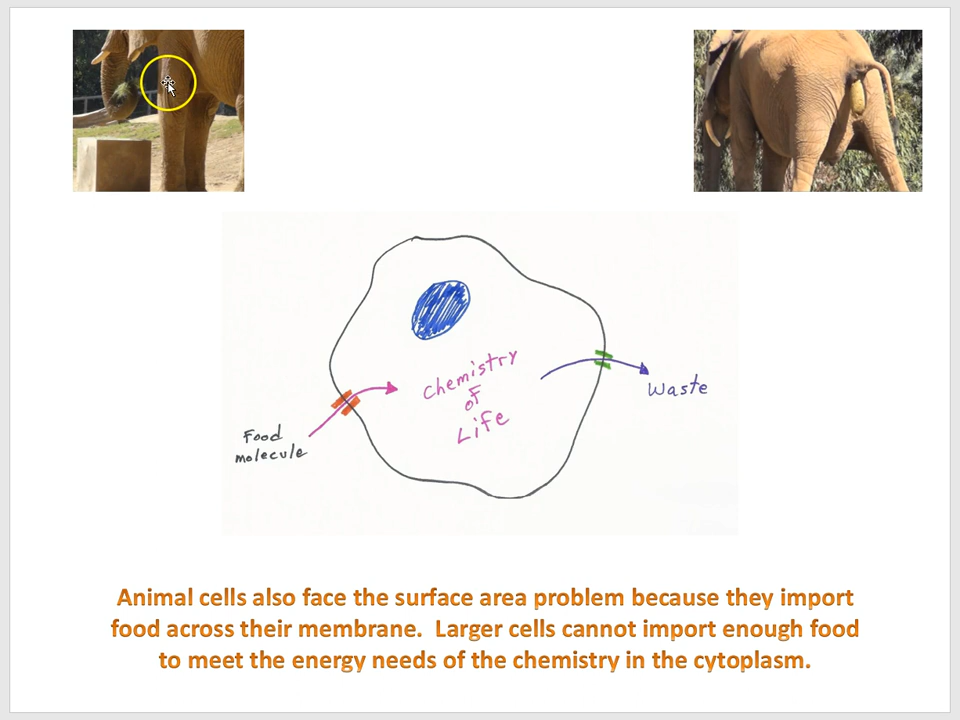 Chemistry
of
Life
Waste
Food
molecule
Animal cells also face the surface area problem because they import
food across their membrane.  Larger cells cannot import enough food
to meet the energy needs of the chemistry in the cytoplasm.